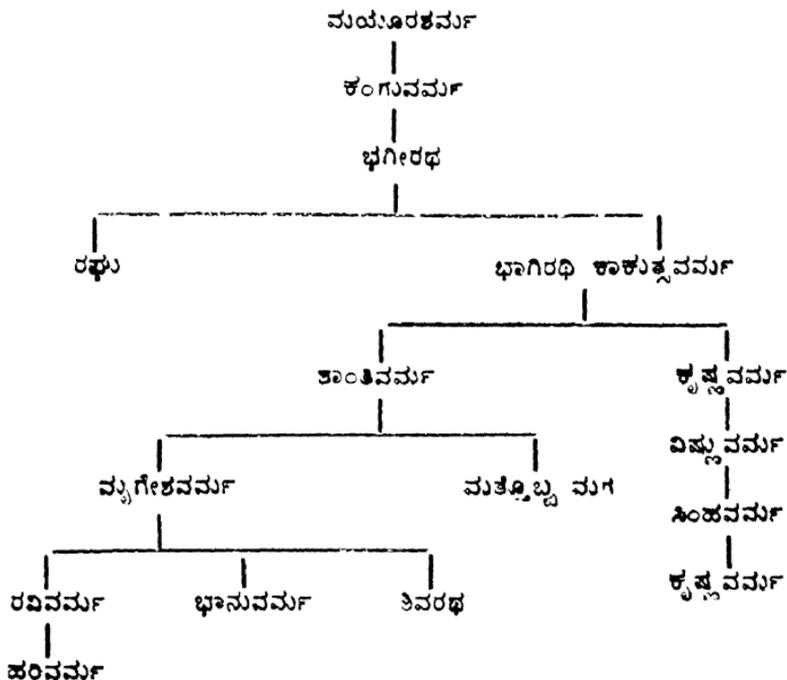 ಮಯೂರಶರ್ಮ
ಕಂಗುವರ್ಮ
ಭಗೀರಥ
ರಘು ಭಾಗಿರಥಿ ಕಾಕುತ್ಸವರ್ಮ
ಶಾಂತಿವರ್ಮ ಕೃಷ್ಣವರ್ಮ
ವಿಷ್ಣುವರ್ಮ
ಮೃಗೇಶವರ್ಮ ಮತ್ತೊಬ್ಬ ಮಗ
ಸಿಂಹವರ್ಮ
ಕೃಷ್ಣವರ್ಮ
ರವಿವರ್ಮ ಭಾನುವರ್ಮ ಶಿವರಥ
ಹರಿವರ್ಮ